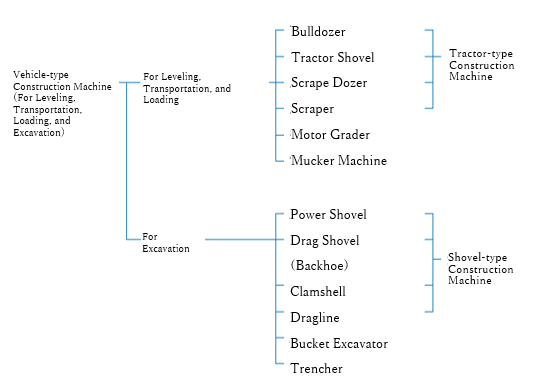 Vehicle-type
Construction Machine
(For Leveling,
Transportation,
Loading, and
Excavation)
For Leveling,
Transportation, and
Loading
Bulldozer
Tractor Shovel
Scrape Dozer
Scraper
Motor Grader
Mucker Machine
Tractor-type
Construction
Machine
For
Excavation
Power Shovel
Drag Shovel
(Backhoe)
Clamshell
Dragline
Bucket Excavator
Trencher
Shovel-type
Construction
Machine